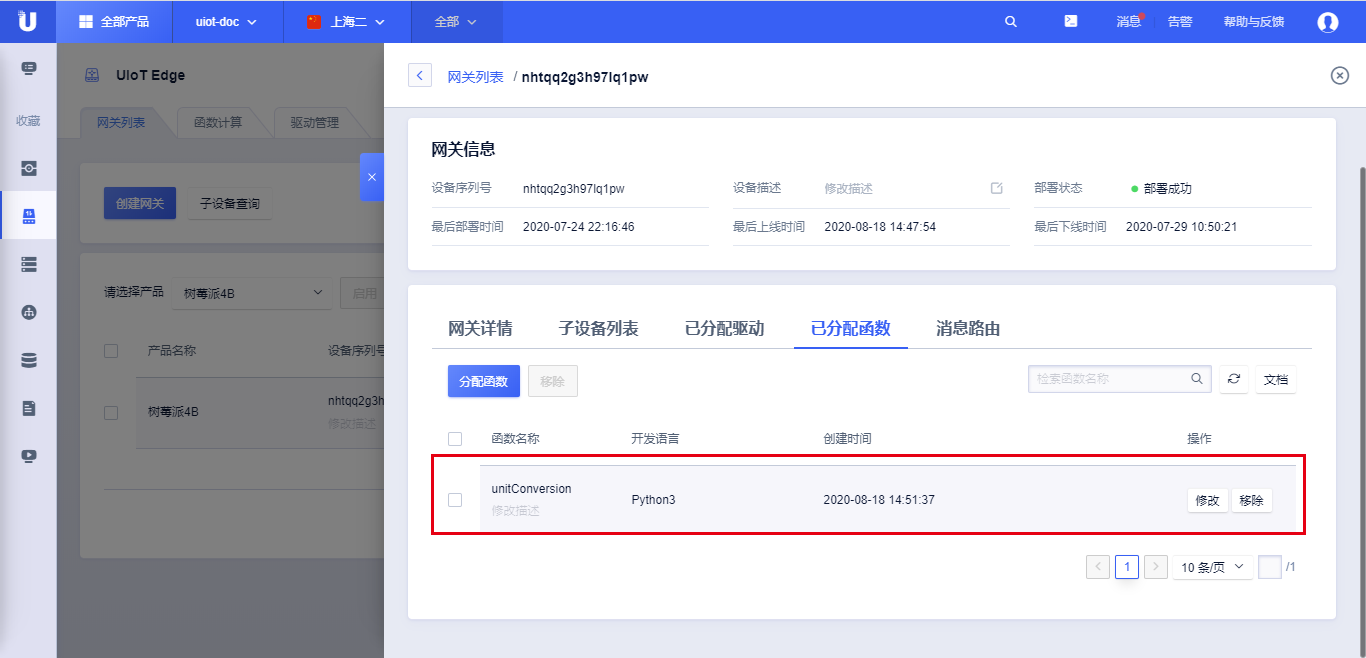 全部产品 uiot-doc 上海二 全部 消息 告警 帮助与反馈
收藏
UIoT Edge
网关列表 函数计算 驱动管理
创建网关 子设备查询
请选择产品 树莓派4B 启用
产品名称 设备序列号
树莓派4B nhtqq2g3h
修改描述
网关列表 / nhtqq2g3h97lq1pw
网关信息
设备序列号 nhtqq2g3h97lq1pw 设备描述 修改描述 部署状态 部署成功
最后部署时间 2020-07-24 22:16:46 最后上线时间 2020-08-18 14:47:54 最后下线时间 2020-07-29 10:50:21
网关详情 子设备列表 已分配驱动 已分配函数 消息路由
分配函数 移除 检索函数名称 文档
函数名称 开发语言 创建时间 操作
unitConversion
修改描述
Python3 2020-08-18 14:51:37 修改 移除
1 10 条/页 /1